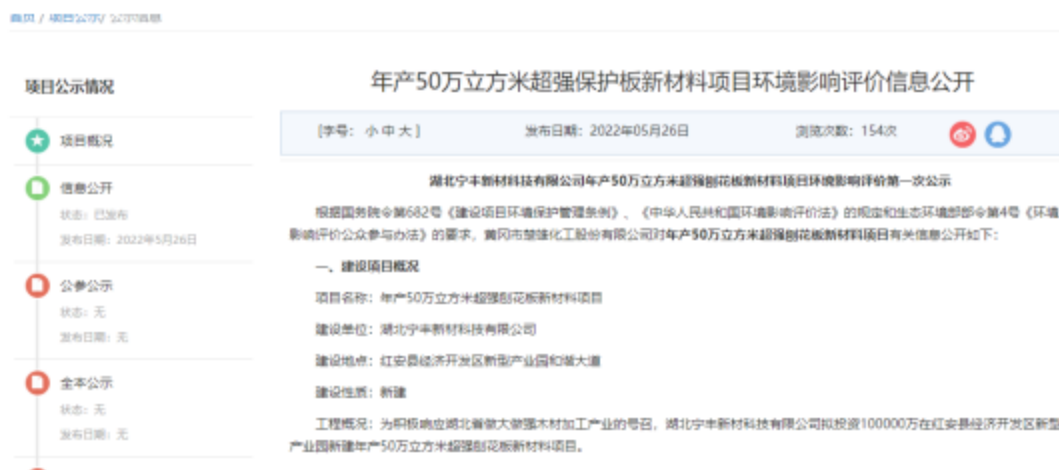 首页 / 项目公示/ 公示信息
项目公示情况
项目概况
信息公开
状态：已发布
发布日期：2022年5月26日
公参公示
状态：无
发布日期：无
全本公示
状态：无
发布日期：无
年产50万立方米超强保护板新材料项目环境影响评价信息公开
[字号： 小 中 大 ]
发布日期：2022年05月26日
浏览次数：154次
湖北宁丰新材科技有限公司年产50万立方米超强刨花板新材料项目环境影响评价第一次公示
根据国务院令第682号《建设项目环境保护管理条例》、《中华人民共和国环境影响评价法》的规定和生态环境部部令第4号《环境
影响评价公众参与办法》的要求，黄冈市楚雄化工股份有限公司对年产50万立方米超强刨花板新材料项目有关信息公开如下：
一、建设项目概况
项目名称：年产50万立方米超强刨花板新材料项目
建设单位：湖北宁丰新材科技有限公司
建设地点：红安县经济开发区新型产业园和谐大道
建设性质：新建
工程概况：为积极响应湖北省做大做强木材加工产业的号召，湖北宁丰新材科技有限公司拟投资100000万在红安县经济开发区新型
产业园新建年产50万立方米超强刨花板新材料项目。